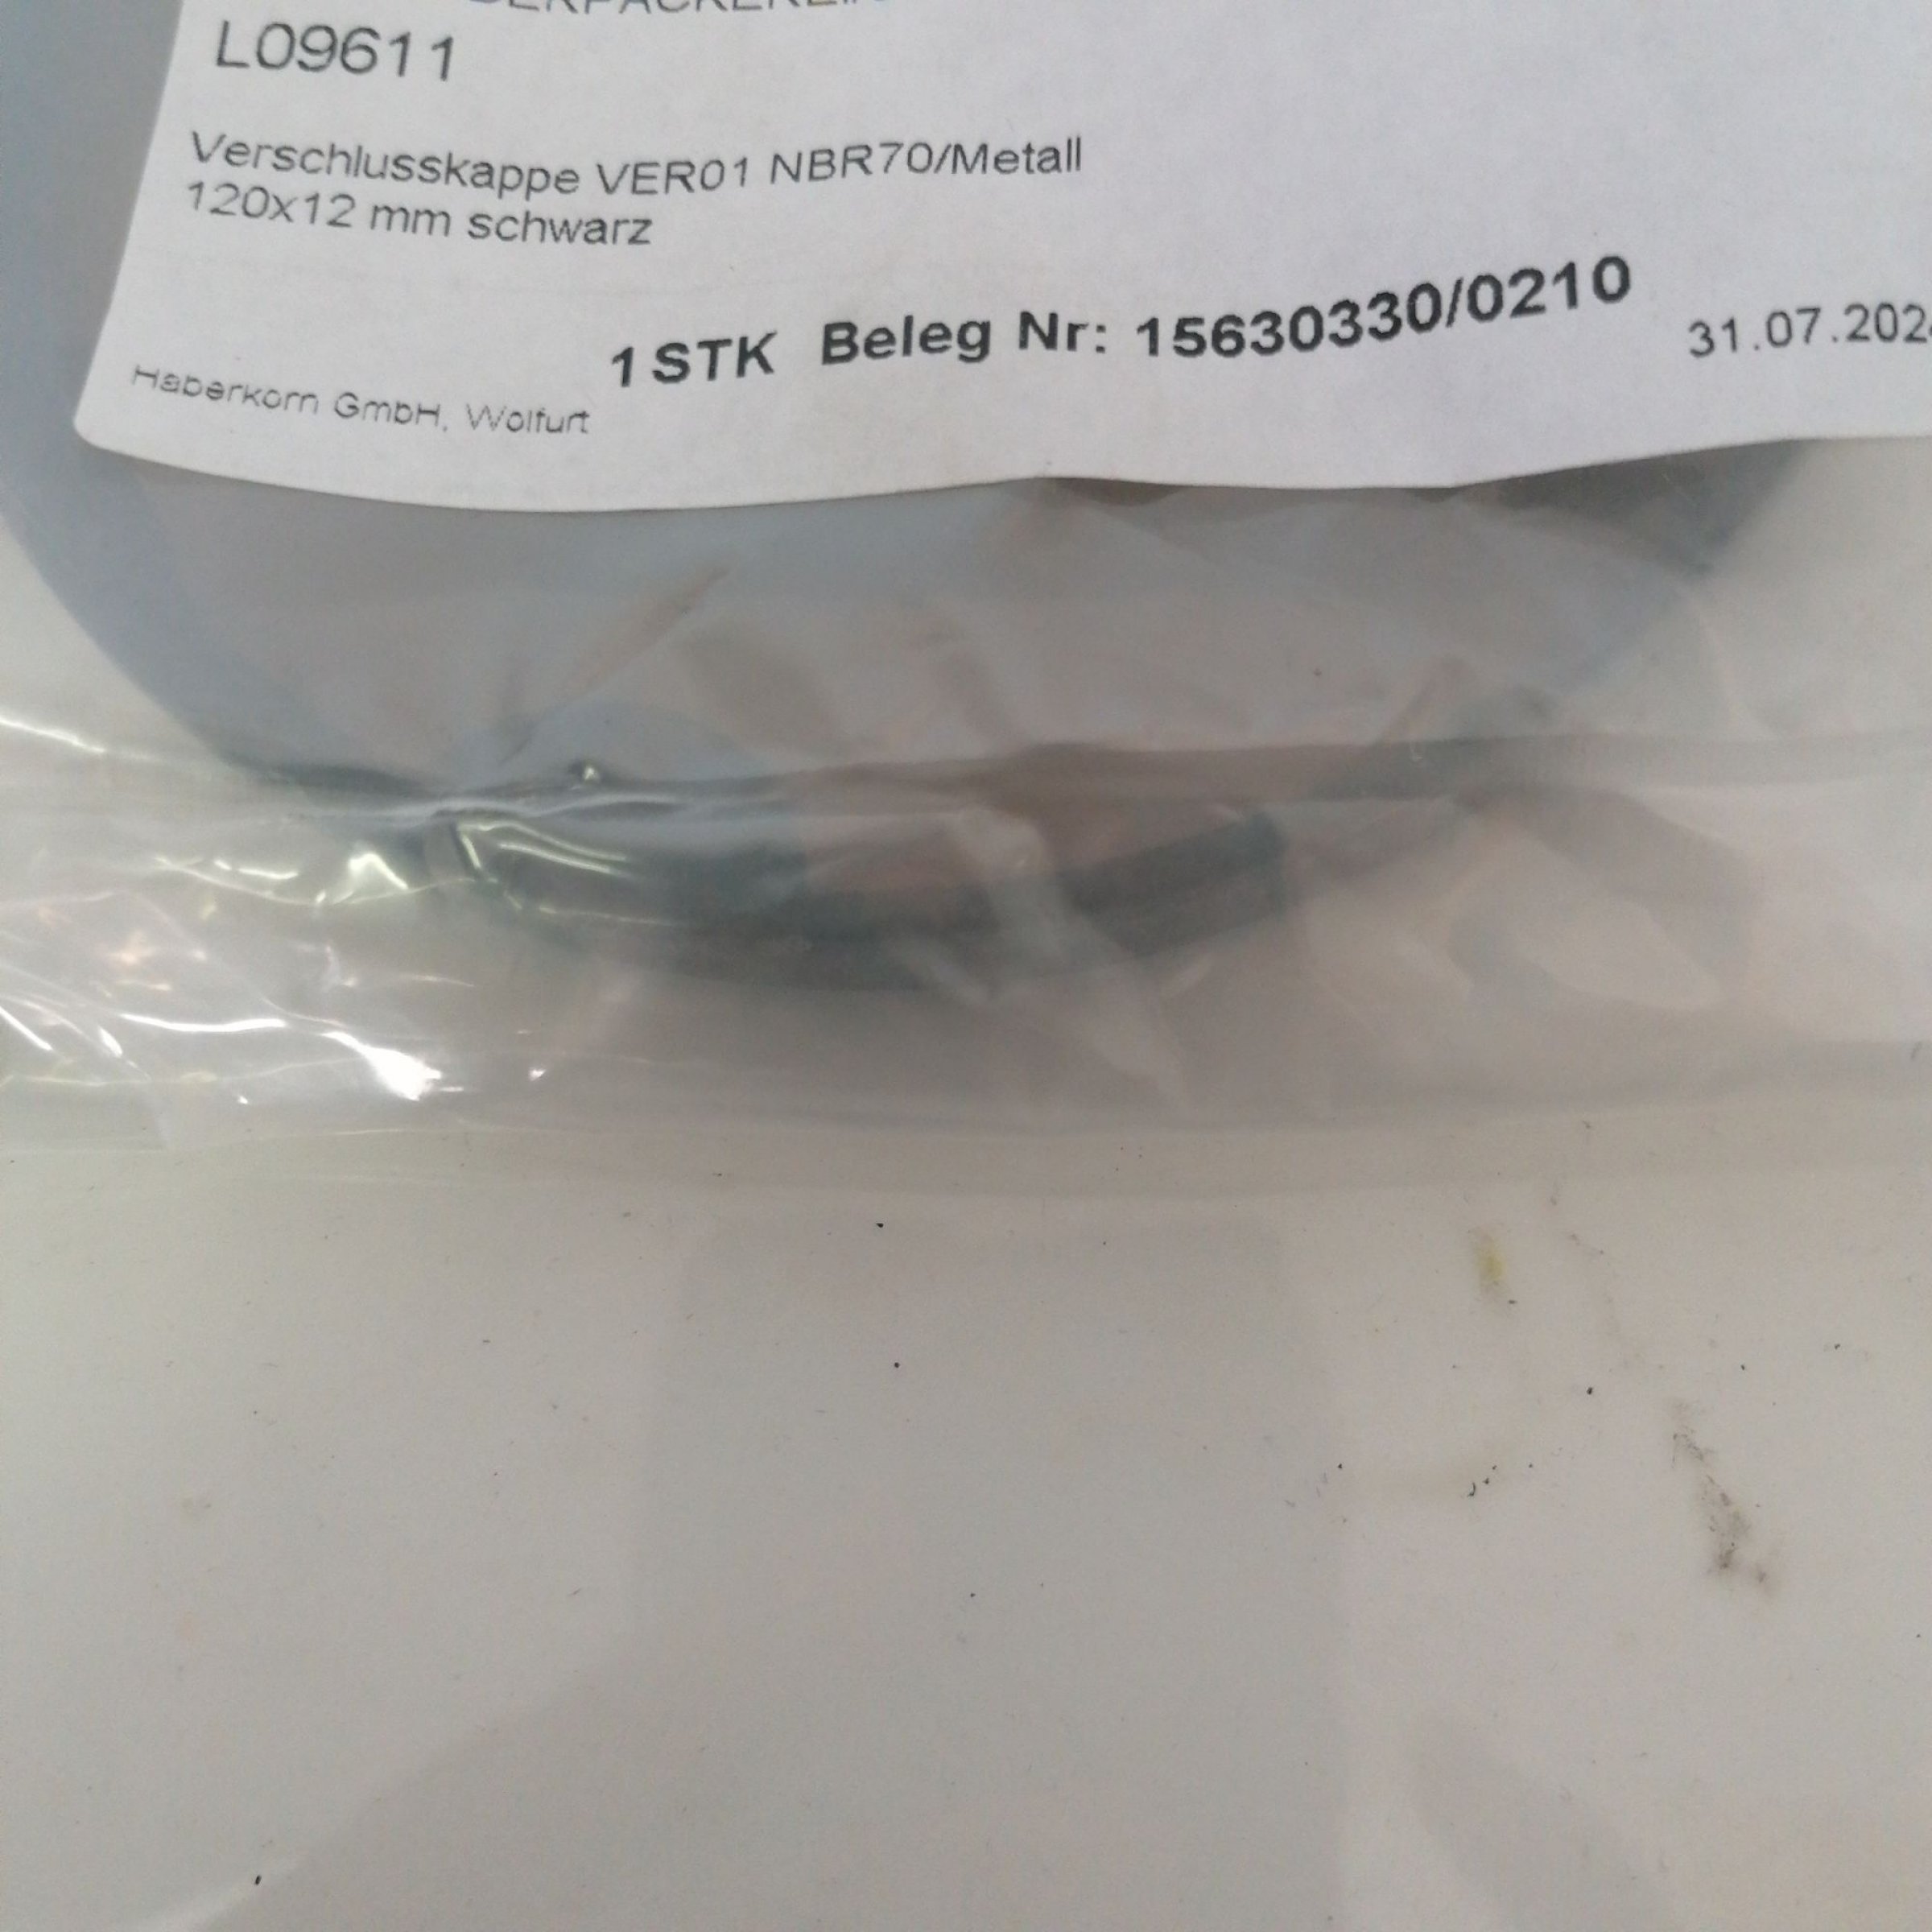 L09611
Verschlusskappe VER01 NBR70/Metall
120x12 mm schwarz
1 STK Beleg Nr: 15630330/0210
31.07.202
Haberkorn GmbH, Wolfurt